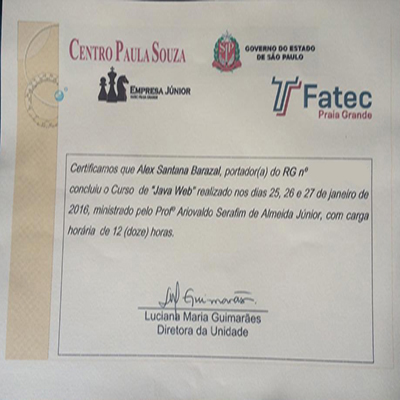 CENTRO PAULA SOUZA
GOVERNO DO ESTADO
DE SÃO PAULO
EMPRESA JÚNIOR
Fatec
Praia Grande
Certificamos que Alex Santana Barazal, portador(a) do RG nº
concluiu o Curso de "Java Web" realizado nos dias 25, 26 e 27 de janeiro de
2016, ministrado pelo Profº Ariovaldo Serafim de Almeida Júnior, com carga
horária de 12 (doze) horas.
Guimarães
Luciana Maria Guimarães
Diretora da Unidade